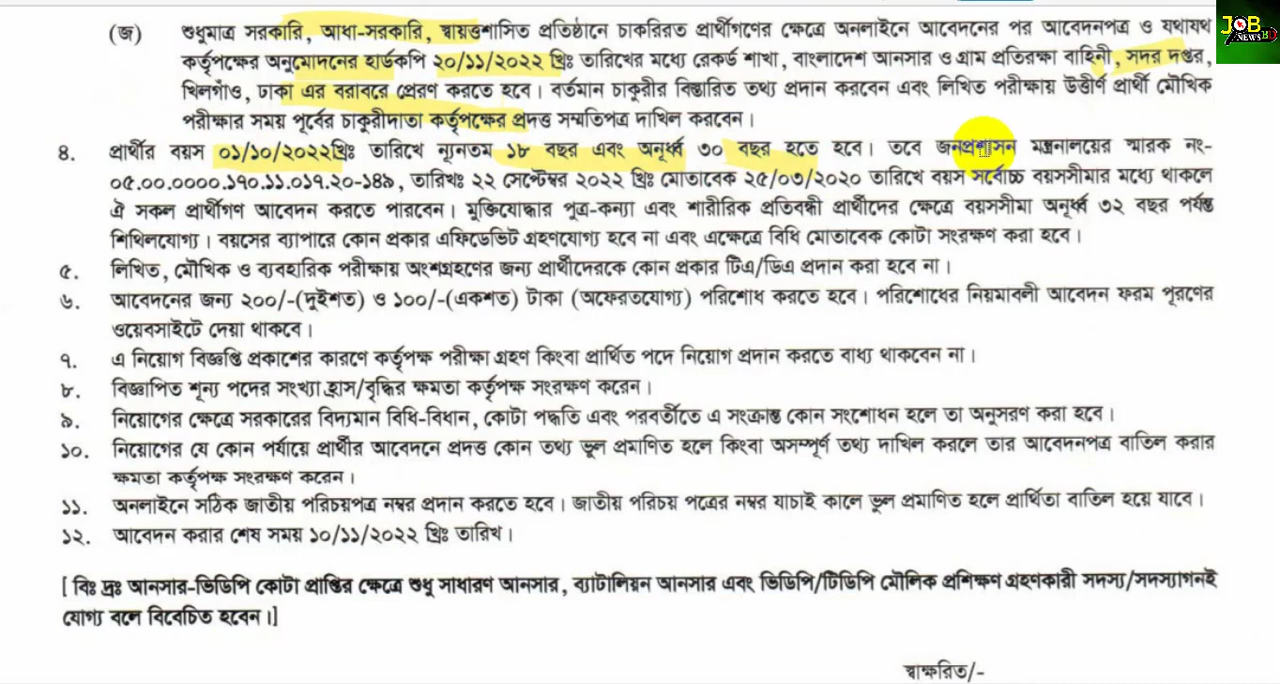 JOB
NEWS BD
(জ) শুধুমাত্র সরকারি, আধা-সরকারি, স্বায়ত্তশাসিত প্রতিষ্ঠানে চাকরিরত প্রার্থীগণের ক্ষেত্রে অনলাইনে আবেদনের পর আবেদনপত্র ও যথাযথ
কর্তৃপক্ষের অনুমোদনের হার্ডকপি ২০/১১/২০২২ খ্রিঃ তারিখের মধ্যে রেকর্ড শাখা, বাংলাদেশ আনসার ও গ্রাম প্রতিরক্ষা বাহিনী, সদর দপ্তর,
খিলগাঁও, ঢাকা এর বরাবরে প্রেরণ করতে হবে। বর্তমান চাকুরীর বিস্তারিত তথ্য প্রদান করবেন এবং লিখিত পরীক্ষায় উত্তীর্ণ প্রার্থী মৌখিক
পরীক্ষার সময় পূর্বের চাকুরীদাতা কর্তৃপক্ষের প্রদত্ত সম্মতিপত্র দাখিল করবেন।
৪. প্রার্থীর বয়স ০১/১০/২০২২খ্রিঃ তারিখে ন্যূনতম ১৮ বছর এবং অনূর্ধ্ব ৩০ বছর হতে হবে। তবে জনপ্রশাসন মন্ত্রনালয়ের স্মারক নং-
০৫.০০.০০০০.১৭০.১১.০১৭.২০-১৪৯, তারিখঃ ২২ সেপ্টেম্বর ২০২২ খ্রিঃ মোতাবেক ২৫/০৩/২০২০ তারিখে বয়স সর্বোচ্চ বয়সসীমার মধ্যে থাকলে
ঐ সকল প্রার্থীগণ আবেদন করতে পারবেন। মুক্তিযোদ্ধার পুত্র-কন্যা এবং শারীরিক প্রতিবন্ধী প্রার্থীদের ক্ষেত্রে বয়সসীমা অনূর্ধ্ব ৩২ বছর পর্যন্ত
শিথিলযোগ্য। বয়সের ব্যাপারে কোন প্রকার এফিডেভিট গ্রহণযোগ্য হবে না এবং এক্ষেত্রে বিধি মোতাবেক কোটা সংরক্ষণ করা হবে।
৫. লিখিত, মৌখিক ও ব্যবহারিক পরীক্ষায় অংশগ্রহণের জন্য প্রার্থীদেরকে কোন প্রকার টিএ/ডিএ প্রদান করা হবে না।
৬. আবেদনের জন্য ২০০/-(দুইশত) ও ১০০/-(একশত) টাকা (অফেরতযোগ্য) পরিশোধ করতে হবে। পরিশোধের নিয়মাবলী আবেদন ফরম পূরণের
ওয়েবসাইটে দেয়া থাকবে।
৭. এ নিয়োগ বিজ্ঞপ্তি প্রকাশের কারণে কর্তৃপক্ষ পরীক্ষা গ্রহণ কিংবা প্রার্থিত পদে নিয়োগ প্রদান করতে বাধ্য থাকবেন না।
৮. বিজ্ঞাপিত শূন্য পদের সংখ্যা হ্রাস/বৃদ্ধির ক্ষমতা কর্তৃপক্ষ সংরক্ষণ করেন।
৯. নিয়োগের ক্ষেত্রে সরকারের বিদ্যমান বিধি-বিধান, কোটা পদ্ধতি এবং পরবর্তীতে এ সংক্রান্ত কোন সংশোধন হলে তা অনুসরণ করা হবে।
১০. নিয়োগের যে কোন পর্যায়ে প্রার্থীর আবেদনে প্রদত্ত কোন তথ্য ভুল প্রমাণিত হলে কিংবা অসম্পূর্ণ তথ্য দাখিল করলে তার আবেদনপত্র বাতিল করার
ক্ষমতা কর্তৃপক্ষ সংরক্ষণ করেন।
১১. অনলাইনে সঠিক জাতীয় পরিচয়পত্র নম্বর প্রদান করতে হবে। জাতীয় পরিচয় পত্রের নম্বর যাচাই কালে ভুল প্রমাণিত হলে প্রার্থিতা বাতিল হয়ে যাবে।
১২. আবেদন করার শেষ সময় ১০/১১/২০২২ খ্রিঃ তারিখ।
[ বিঃ দ্রঃ আনসার-ভিডিপি কোটা প্রাপ্তির ক্ষেত্রে শুধু সাধারণ আনসার, ব্যাটালিয়ন আনসার এবং ভিডিপি/টিডিপি মৌলিক প্রশিক্ষণ গ্রহণকারী সদস্য/সদস্যাগনই
যোগ্য বলে বিবেচিত হবেন।]
স্বাক্ষরিত/-